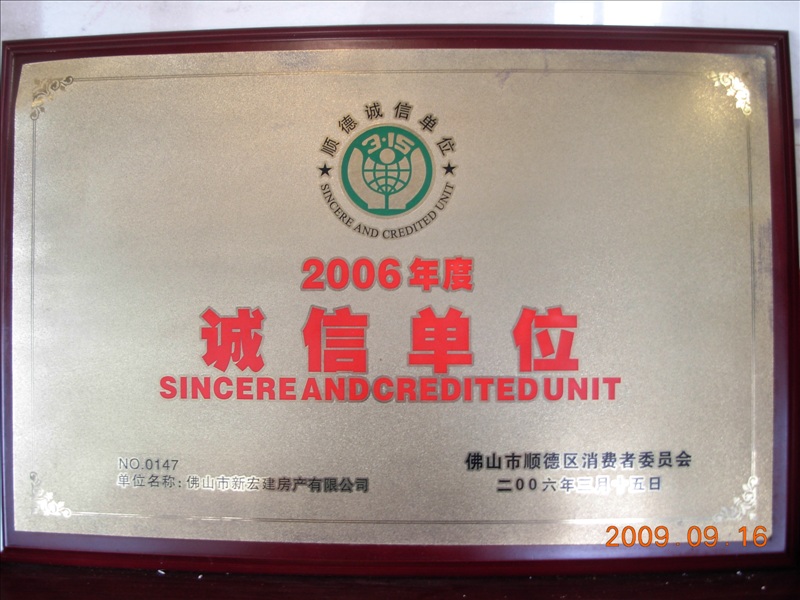 顺德诚信单位
3·15
SINCERE AND CREDITED UNIT
2006年度
诚信单位
SINCERE AND CREDITED UNIT
NO.0147
单位名称：佛山市新宏建房产有限公司
佛山市顺德区消费者委员会
二00六年三月十五日
2009 09 16